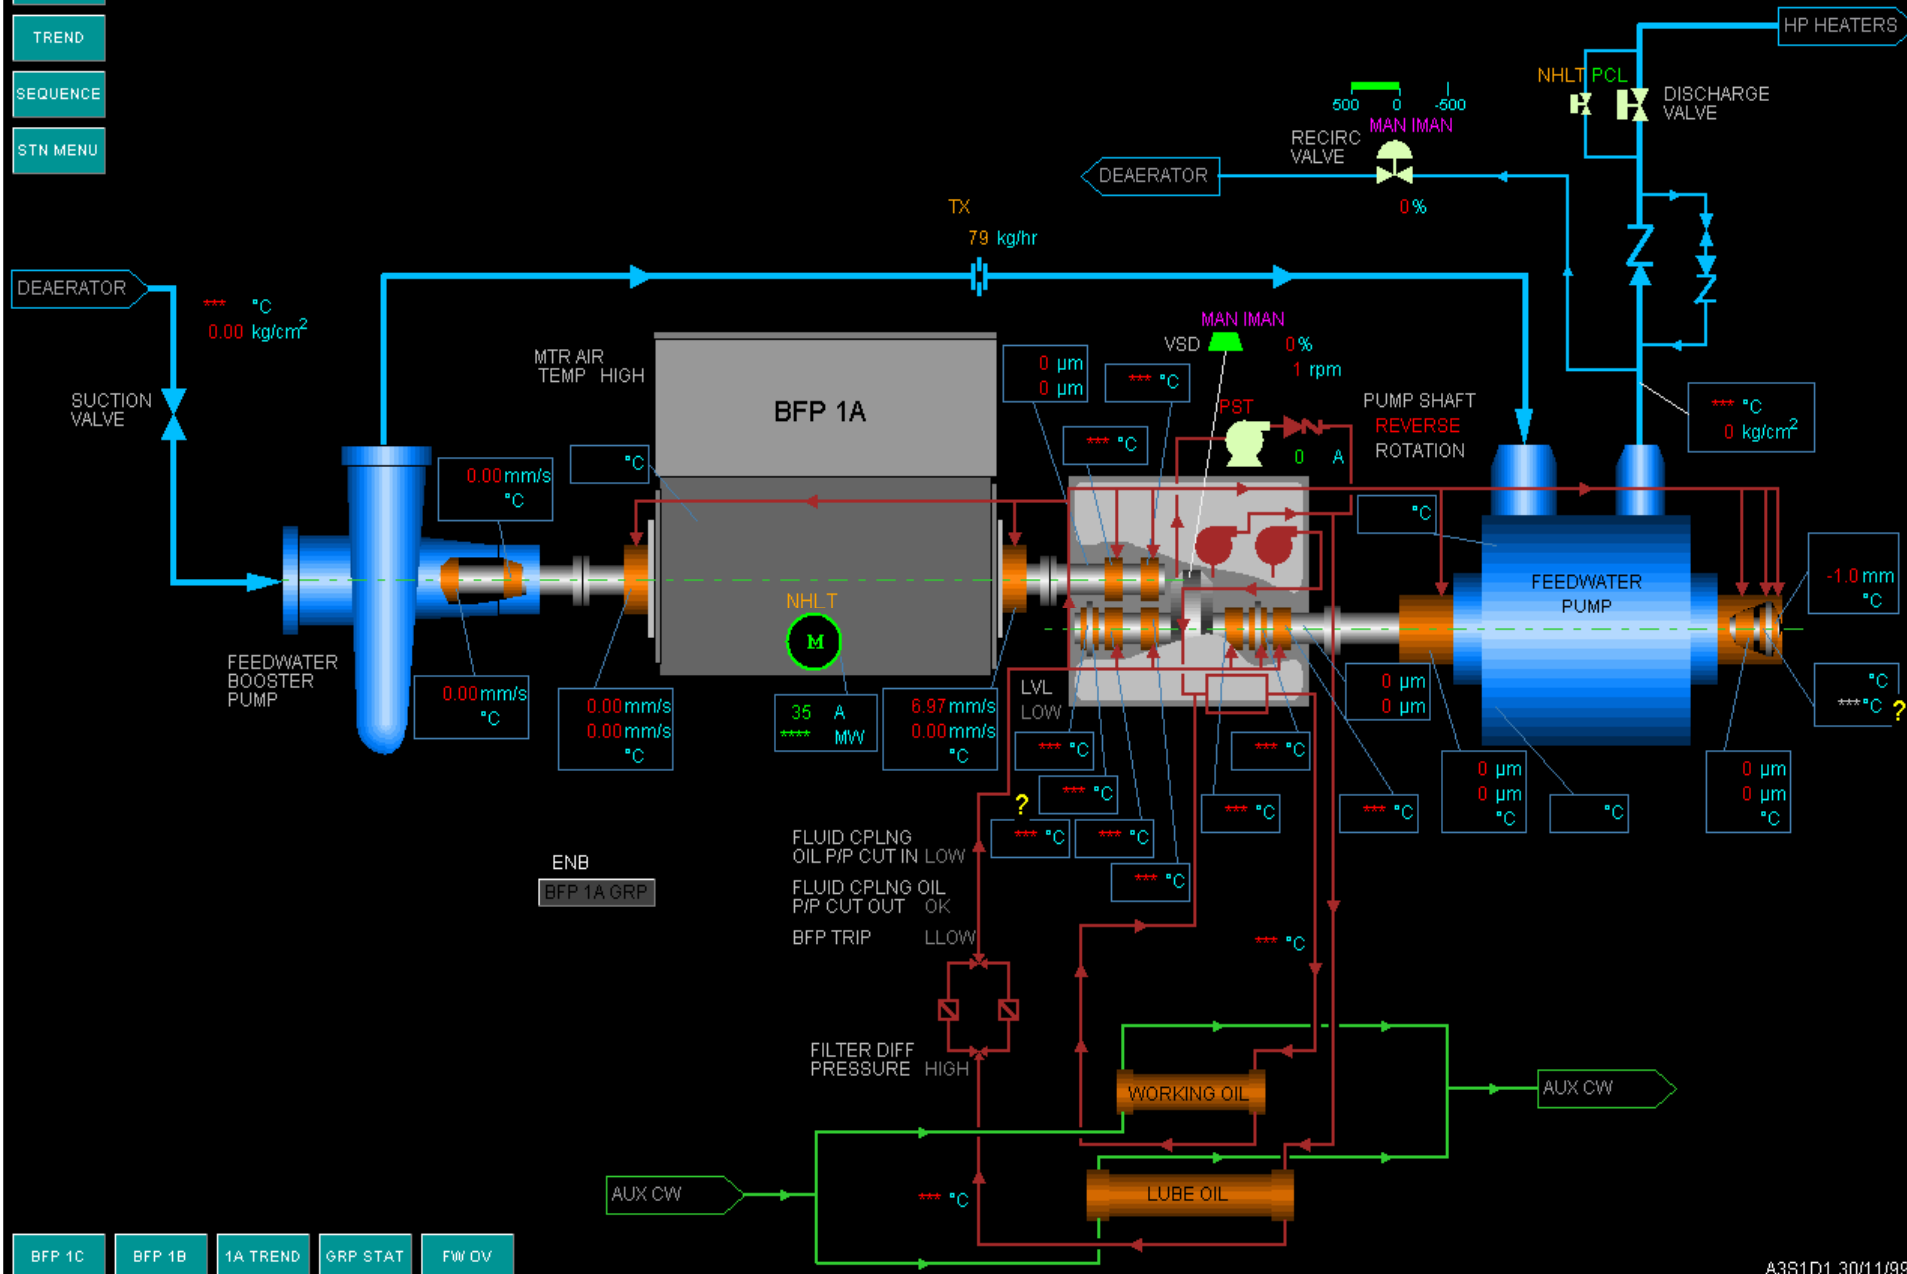 TREND
SEQUENCE
STN MENU
HP HEATERS
NHLT PCL
DISCHARGE
VALVE
500 0 -500
MAN IMAN
RECIRC
VALVE
DEAERATOR
0%
TX
79 kg/hr
DEAERATOR
*** °C
0.00 kg/cm²
SUCTION
VALVE
MTR AIR
TEMP HIGH
BFP 1A
MAN IMAN
VSD
0%
1 rpm
0 µm
0 µm
*** °C
*** °C
PST
0 A
PUMP SHAFT
REVERSE
ROTATION
*** °C
0 kg/cm²
0.00 mm/s
°C
°C
°C
FEEDWATER
PUMP
-1.0 mm
°C
NHLT
M
FEEDWATER
BOOSTER
PUMP
0.00 mm/s
°C
0.00 mm/s
0.00 mm/s
°C
35 A
**** MW
6.97 mm/s
0.00 mm/s
°C
LVL
LOW
0 µm
0 µm
°C
*** °C ?
*** °C
*** °C
*** °C
? *** °C
*** °C
*** °C
*** °C
*** °C
0 µm
0 µm
°C
°C
0 µm
0 µm
°C
FLUID CPLNG
OIL P/P CUT IN LOW
FLUID CPLNG OIL
P/P CUT OUT OK
BFP TRIP LLOW
ENB
BFP 1A GRP
*** °C
FILTER DIFF
PRESSURE HIGH
WORKING OIL
AUX CW
AUX CW
*** °C
LUBE OIL
BFP 1C
BFP 1B
1A TREND
GRP STAT
FW OV
A3S1D1 30/11/99